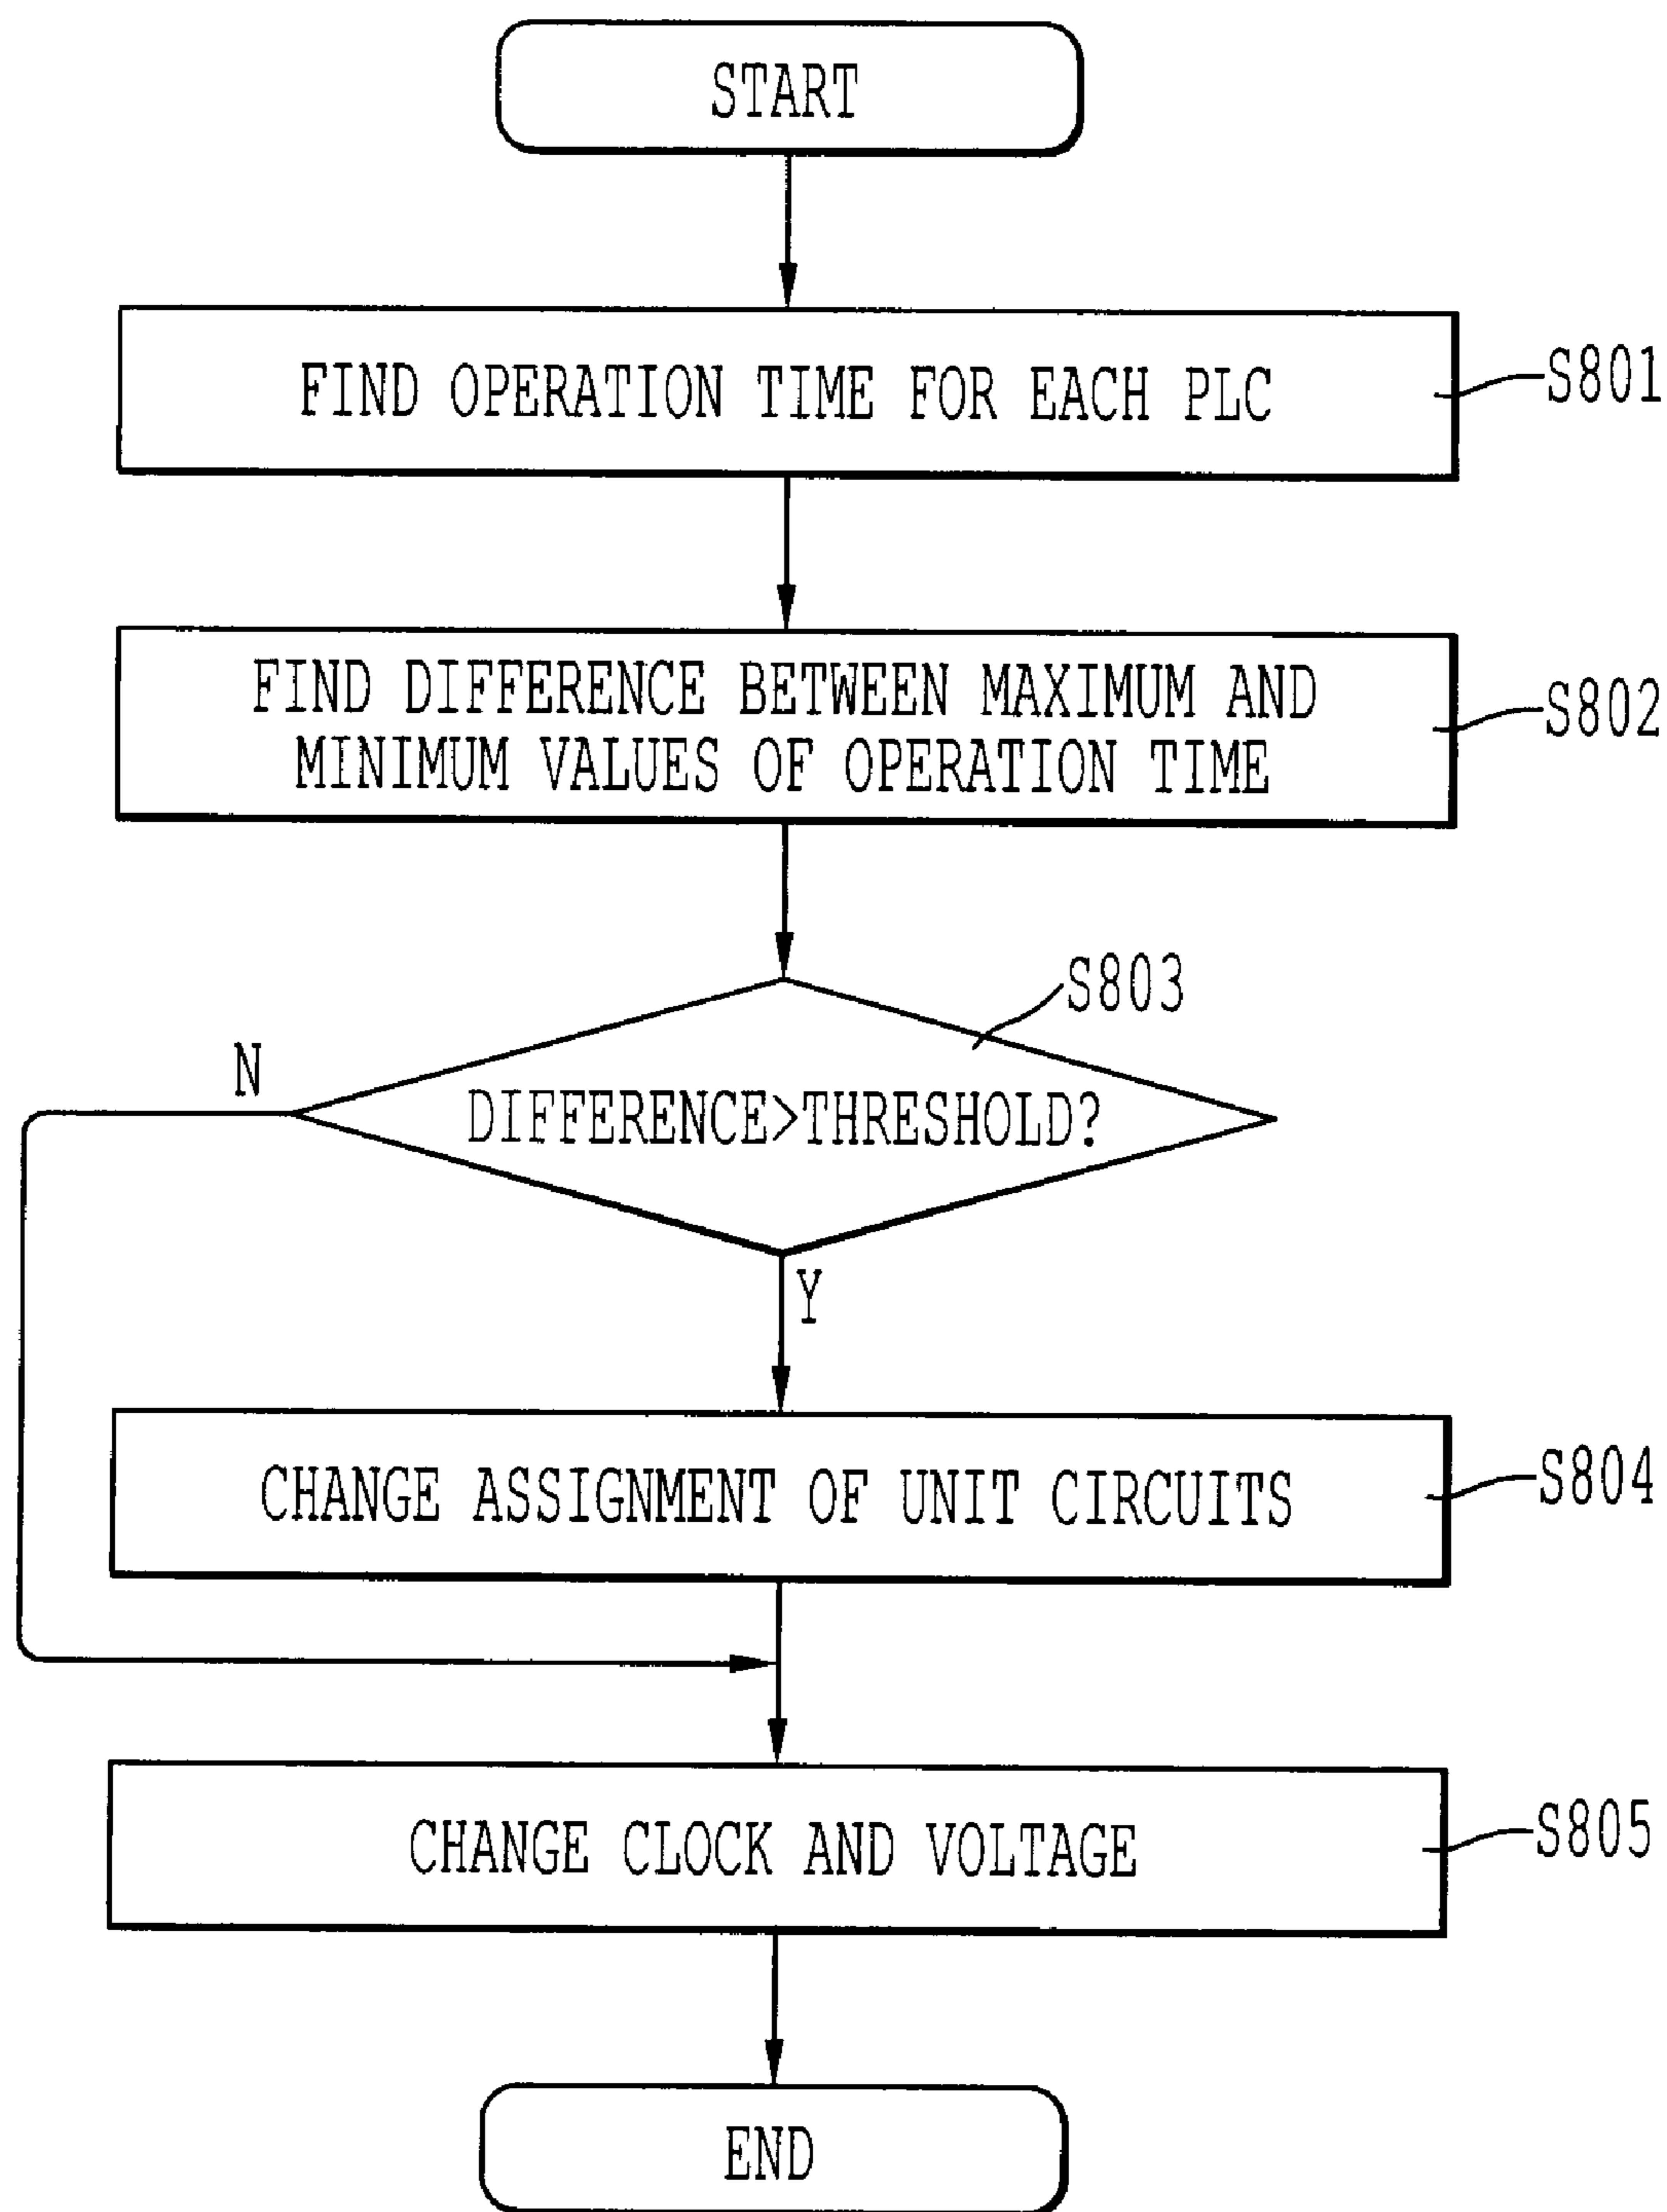 START
FIND OPERATION TIME FOR EACH PLC
S801
FIND DIFFERENCE BETWEEN MAXIMUM AND
MINIMUM VALUES OF OPERATION TIME
S802
S803
N
DIFFERENCE>THRESHOLD?
Y
CHANGE ASSIGNMENT OF UNIT CIRCUITS
S804
CHANGE CLOCK AND VOLTAGE
S805
END